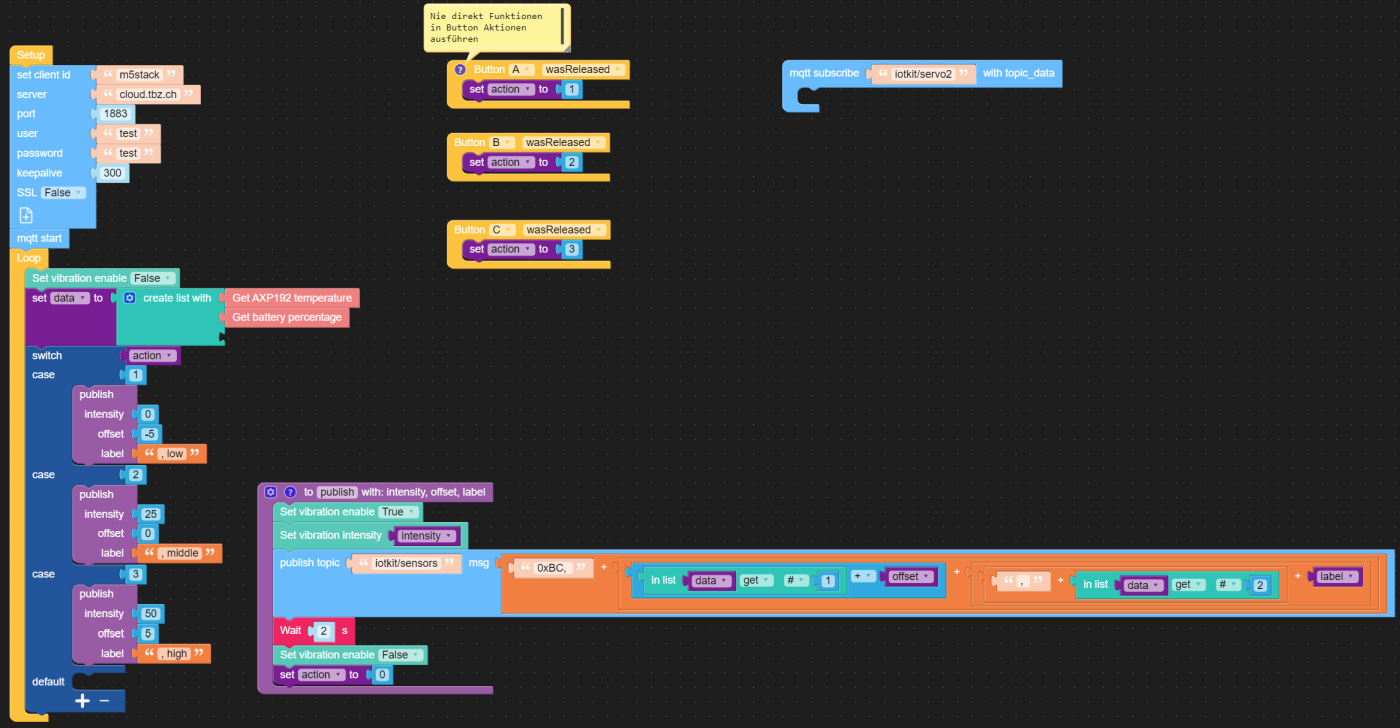 Nie direkt Funktionen
in Button Aktionen
ausführen
Setup
set client id “ m5stack ”
server “ cloud.tbz.ch ”
port 1883
user “ test ”
password “ test ”
keepalive 300
SSL False
mqtt start
Loop
Set vibration enable False
set data to create list with Get AXP192 temperature
Get battery percentage
switch action
case 1
publish
intensity 0
offset -5
label “ , low ”
case 2
publish
intensity 25
offset 0
label “ , middle ”
case 3
publish
intensity 50
offset 5
label “ , high ”
default
+ −
? Button A wasReleased
set action to 1
Button B wasReleased
set action to 2
Button C wasReleased
set action to 3
mqtt subscribe “ iotkit/servo2 ” with topic_data
? to publish with: intensity, offset, label
Set vibration enable True
Set vibration intensity intensity
publish topic “ iotkit/sensors ” msg “ 0xBC, ” + in list data get # 1 + offset + “ , ” + in list data get # 2 + label
Wait 2 s
Set vibration enable False
set action to 0